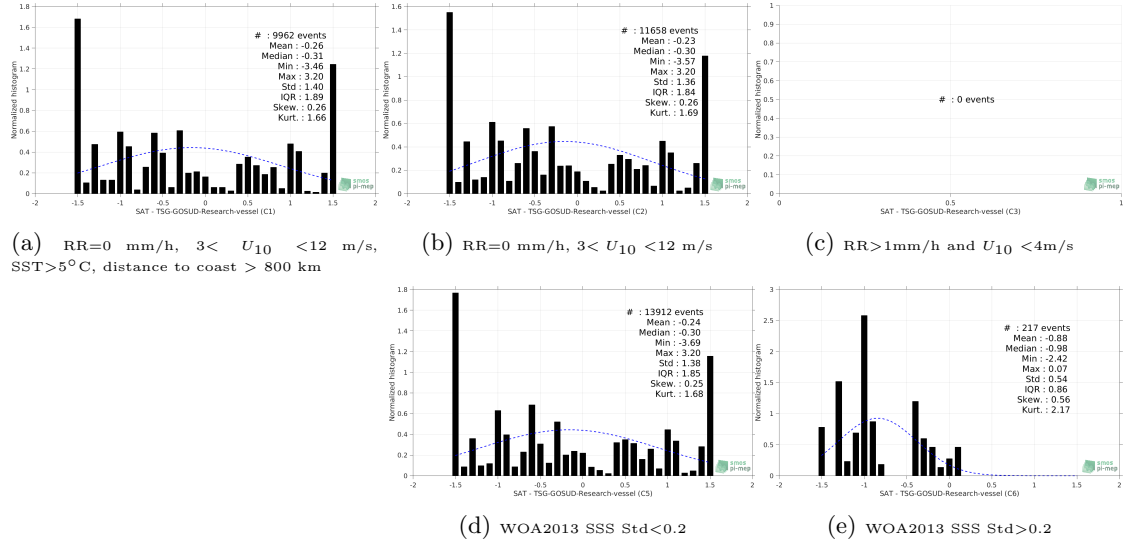 1.8
1.6
1.4
1.2
1
0.8
0.6
0.4
0.2
0
Normalized histogram
-2 -1.5 -1 -0.5 0 0.5 1 1.5 2
SAT - TSG-GOSUD-Research-vessel (C1)
# : 9962 events
Mean : -0.26
Median : -0.31
Min : -3.46
Max : 3.20
Std : 1.40
IQR : 1.89
Skew. : 0.26
Kurt. : 1.66
smos
pi-mep
(a) RR=0 mm/h, 3< U10 <12 m/s,
SST>5°C, distance to coast > 800 km
1.6
1.4
1.2
1
0.8
0.6
0.4
0.2
0
Normalized histogram
-2 -1.5 -1 -0.5 0 0.5 1 1.5 2
SAT - TSG-GOSUD-Research-vessel (C2)
# : 11658 events
Mean : -0.23
Median : -0.30
Min : -3.57
Max : 3.20
Std : 1.36
IQR : 1.84
Skew. : 0.26
Kurt. : 1.69
smos
pi-mep
(b) RR=0 mm/h, 3< U10 <12 m/s
1
0.9
0.8
0.7
0.6
0.5
0.4
0.3
0.2
0.1
0
Normalized histogram
0 0.5 1
SAT - TSG-GOSUD-Research-vessel (C3)
# : 0 events
smos
pi-mep
(c) RR>1mm/h and U10 <4m/s
1.8
1.6
1.4
1.2
1
0.8
0.6
0.4
0.2
0
Normalized histogram
-2 -1.5 -1 -0.5 0 0.5 1 1.5 2
SAT - TSG-GOSUD-Research-vessel (C5)
# : 13912 events
Mean : -0.24
Median : -0.30
Min : -3.69
Max : 3.20
Std : 1.38
IQR : 1.85
Skew. : 0.25
Kurt. : 1.68
smos
pi-mep
(d) WOA2013 SSS Std<0.2
3
2.5
2
1.5
1
0.5
0
Normalized histogram
-2 -1.5 -1 -0.5 0 0.5 1 1.5 2
SAT - TSG-GOSUD-Research-vessel (C6)
# : 217 events
Mean : -0.88
Median : -0.98
Min : -2.42
Max : 0.07
Std : 0.54
IQR : 0.86
Skew. : 0.56
Kurt. : 2.17
smos
pi-mep
(e) WOA2013 SSS Std>0.2